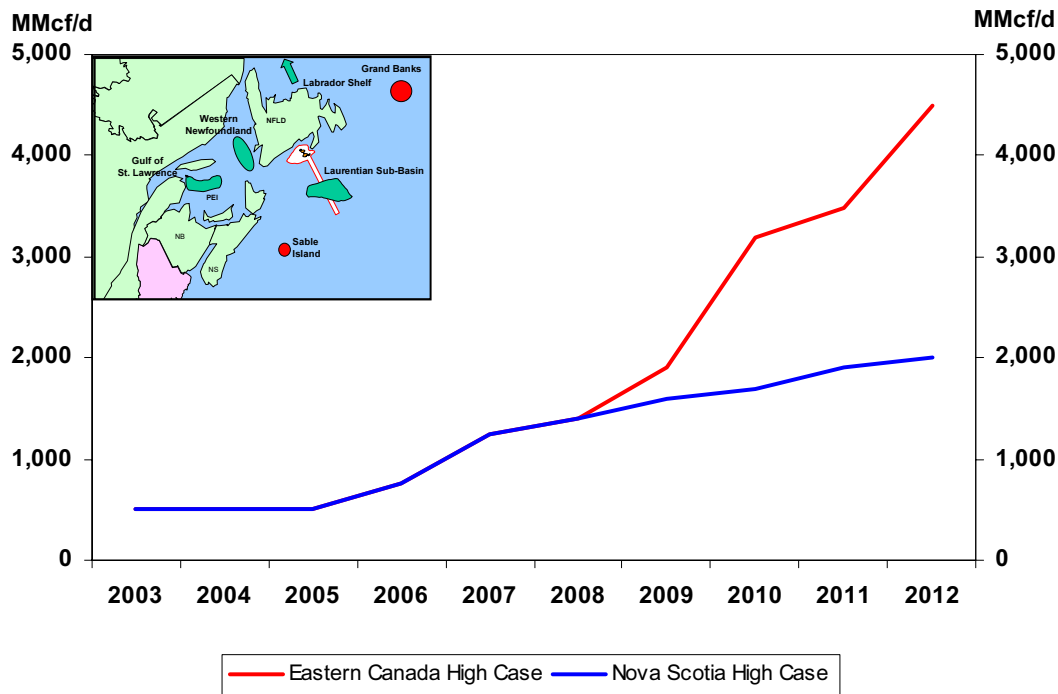 MMcf/d
MMcf/d
5,000
5,000
4,000
4,000
3,000
3,000
2,000
2,000
1,000
1,000
0
0
Grand Banks
Labrador Shelf
Western
Newfoundland
NFLD
Gulf of
St. Lawrence
Laurentian Sub-Basin
PEI
NB
NS
Sable
Island
2003 2004 2005 2006 2007 2008 2009 2010 2011 2012
Eastern Canada High Case Nova Scotia High Case